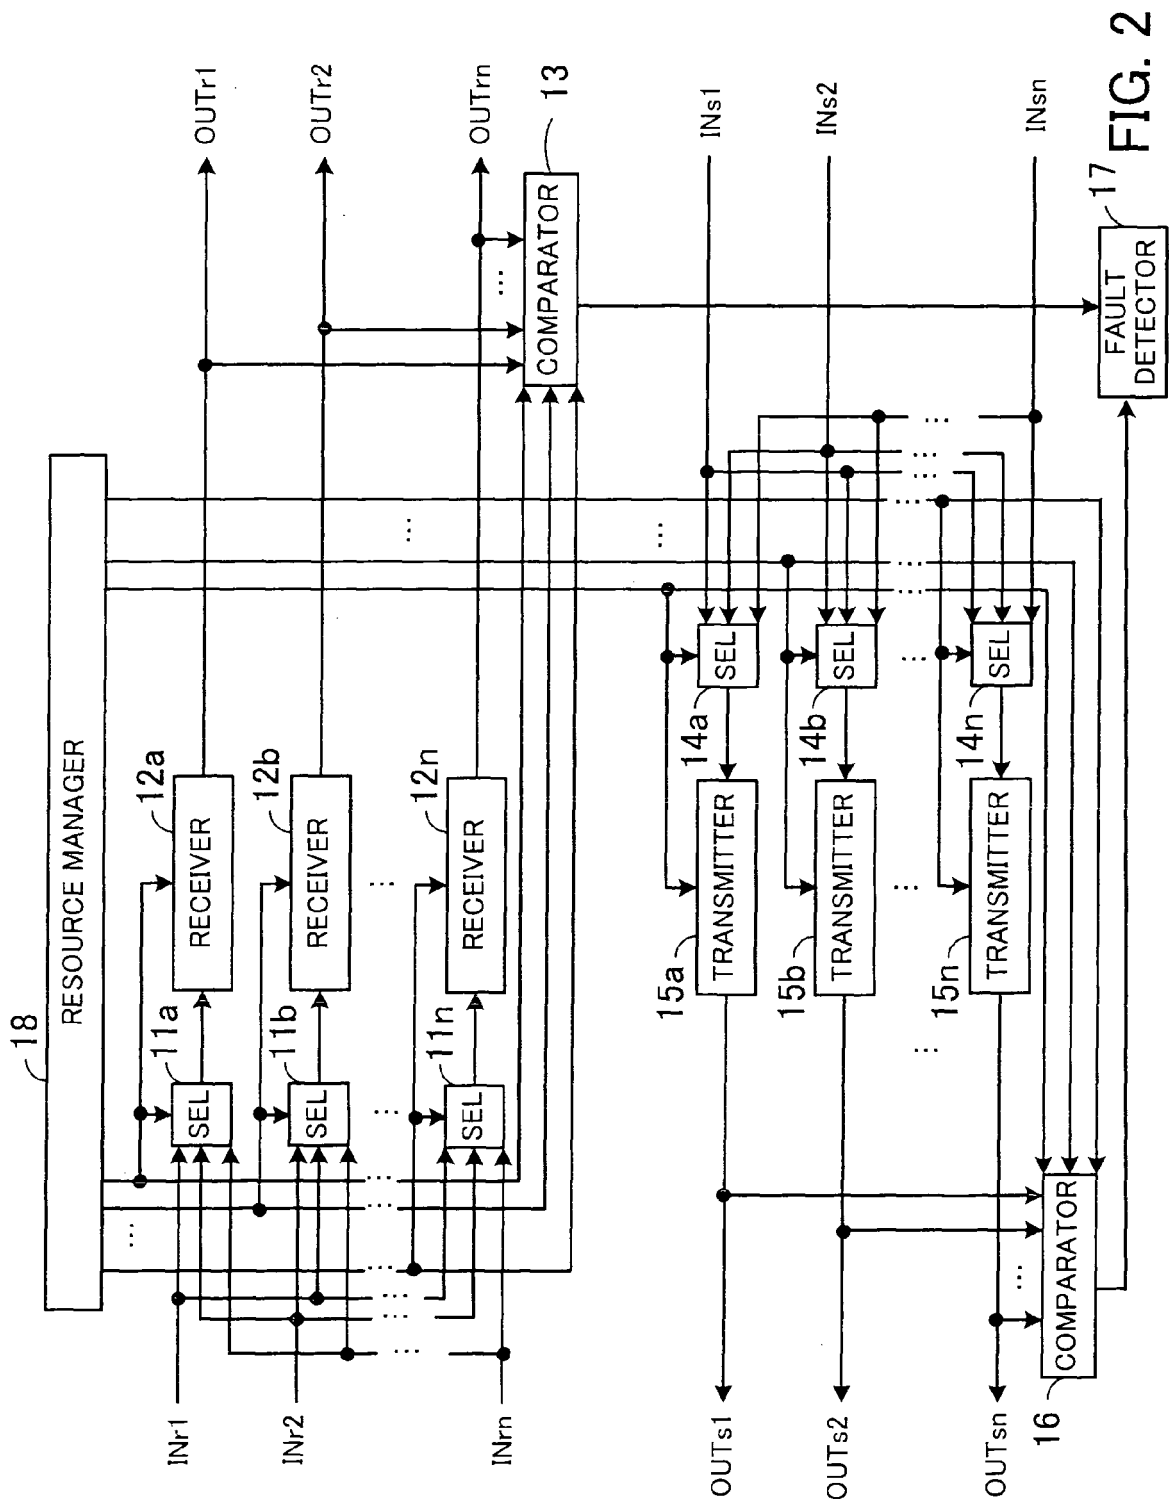 18
RESOURCE MANAGER
11a
SEL
12a
RECEIVER
INr1
OUTr1
11b
SEL
12b
RECEIVER
INr2
OUTr2
11n
SEL
12n
RECEIVER
INrn
OUTrn
COMPARATOR
13
OUTs1
15a
TRANSMITTER
14a
SEL
INs1
OUTs2
15b
TRANSMITTER
14b
SEL
INs2
OUTsn
15n
TRANSMITTER
14n
SEL
INsn
16
COMPARATOR
FAULT
DETECTOR
17
FIG. 2